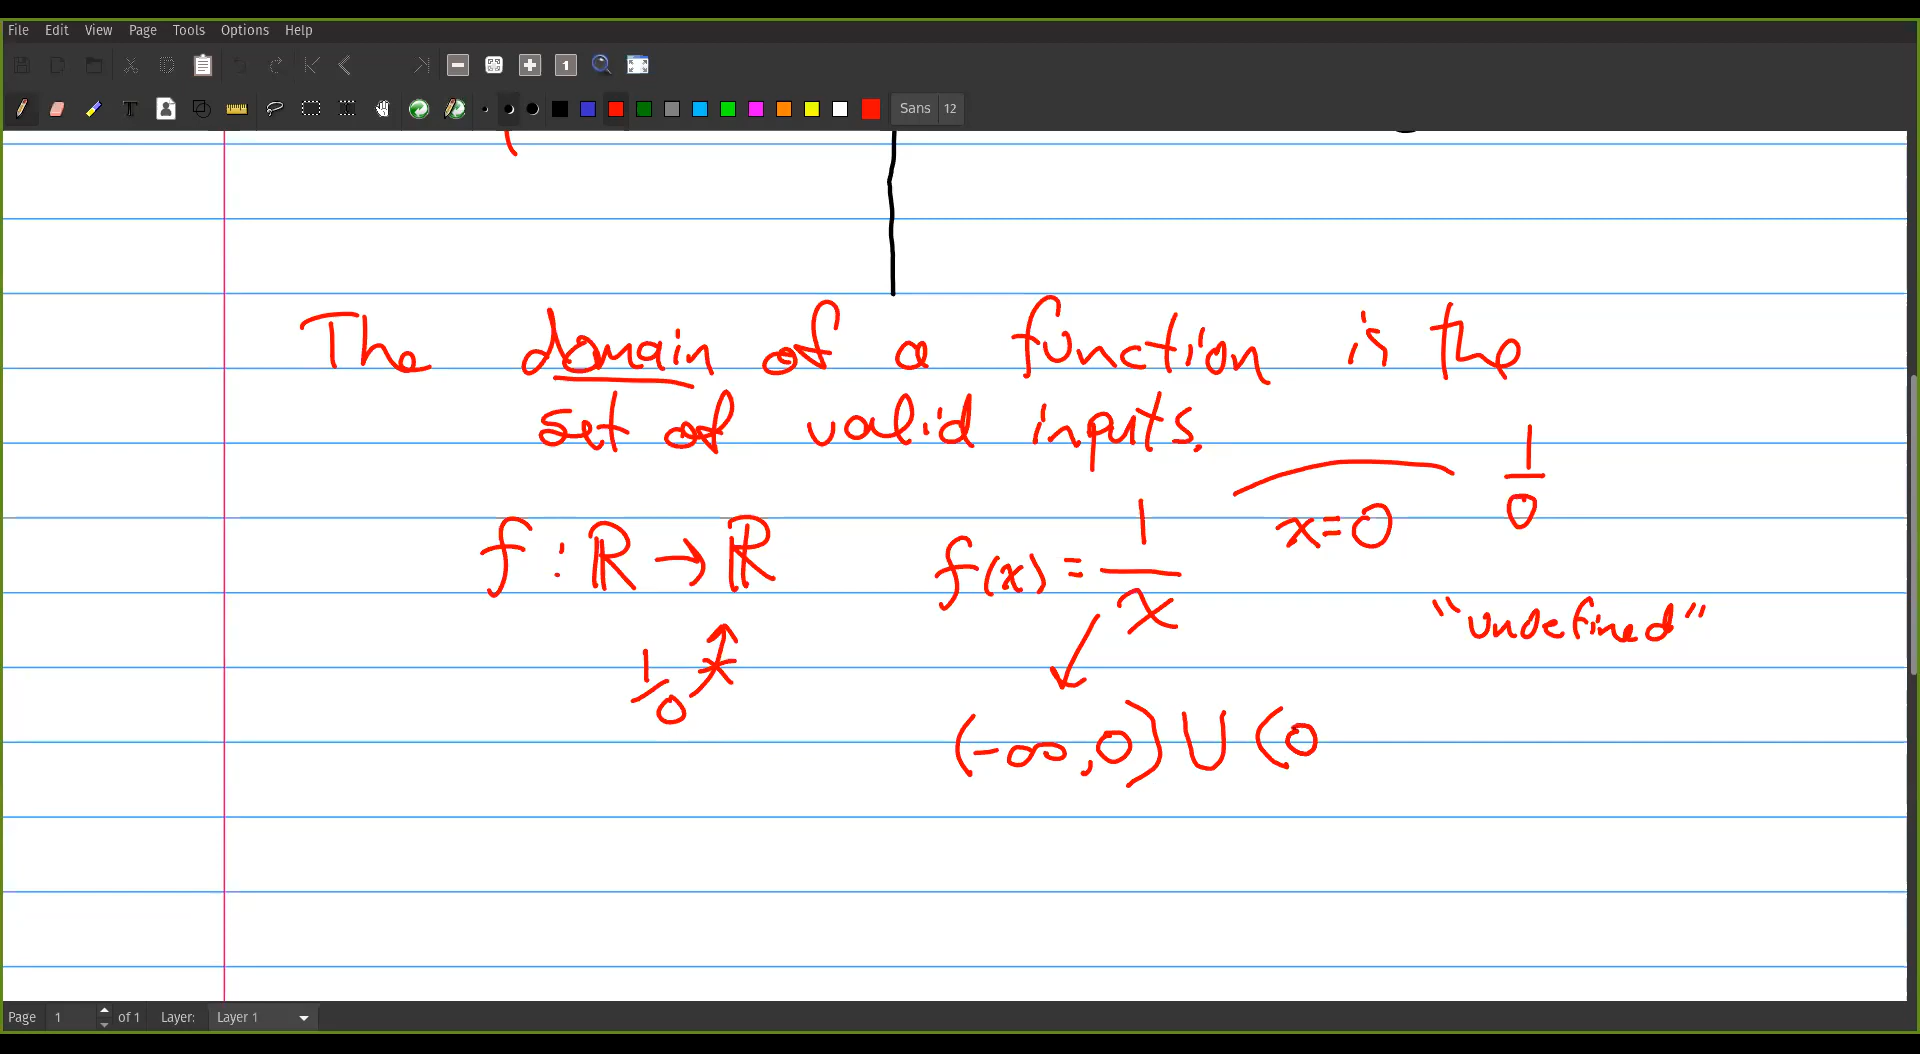 File Edit View Page Tools Options Help
Sans 12
The domain of a function is the
set of valid inputs.
f : ℝ → ℝ
f(x) = 1/x
x=0
1/0
"undefined"
1/0
(-∞,0) ∪ (0
Page 1 of 1 Layer: Layer 1